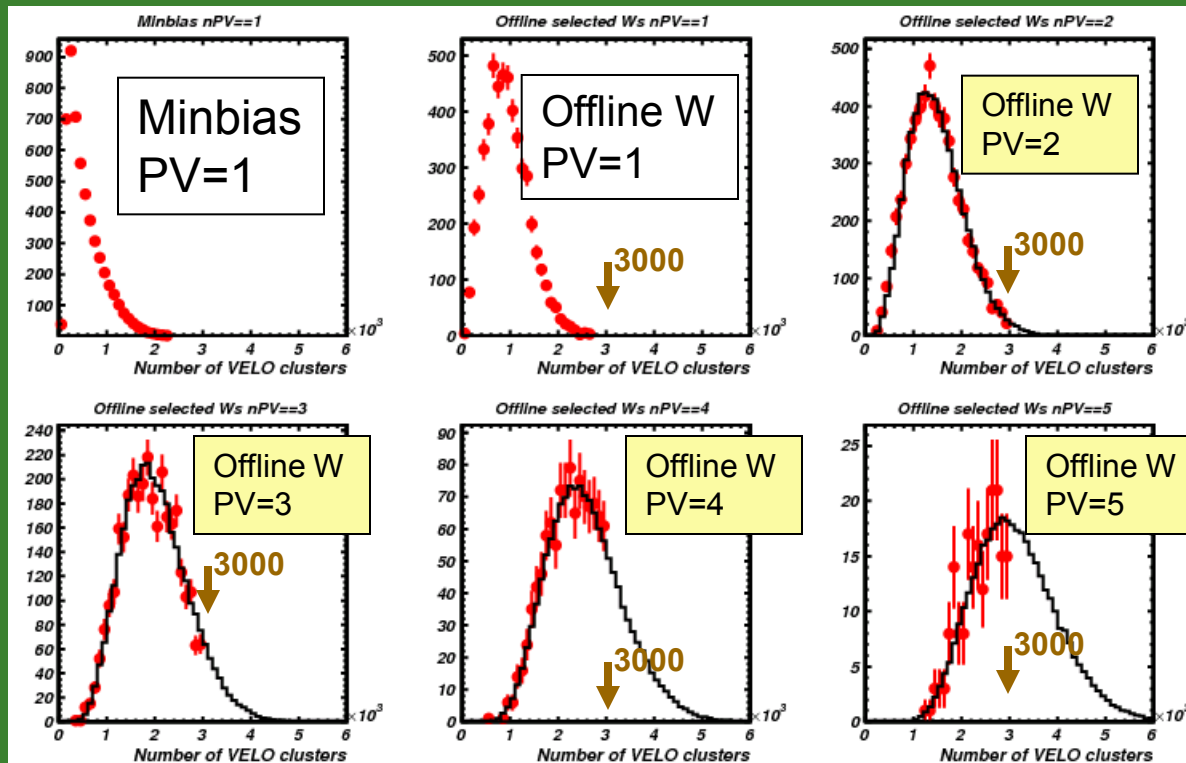 Minbias nPV==1
900
800
700
600
500
400
300
200
100
0 1 2 3 4 5 6
×10³
Number of VELO clusters
Minbias
PV=1
Offline selected Ws nPV==1
500
400
300
200
100
0
0 1 2 3 4 5 6
×10³
Number of VELO clusters
Offline W
PV=1
3000
Offline selected Ws nPV==2
500
400
300
200
100
0
0 1 2 3 4 5 6
×10³
Number of VELO clusters
Offline W
PV=2
3000
Offline selected Ws nPV==3
240
220
200
180
160
140
120
100
80
60
40
20
0
0 1 2 3 4 5 6
×10³
Number of VELO clusters
Offline W
PV=3
3000
Offline selected Ws nPV==4
90
80
70
60
50
40
30
20
10
0
0 1 2 3 4 5 6
×10³
Number of VELO clusters
Offline W
PV=4
3000
Offline selected Ws nPV==5
25
20
15
10
5
0
0 1 2 3 4 5 6
×10³
Number of VELO clusters
Offline W
PV=5
3000